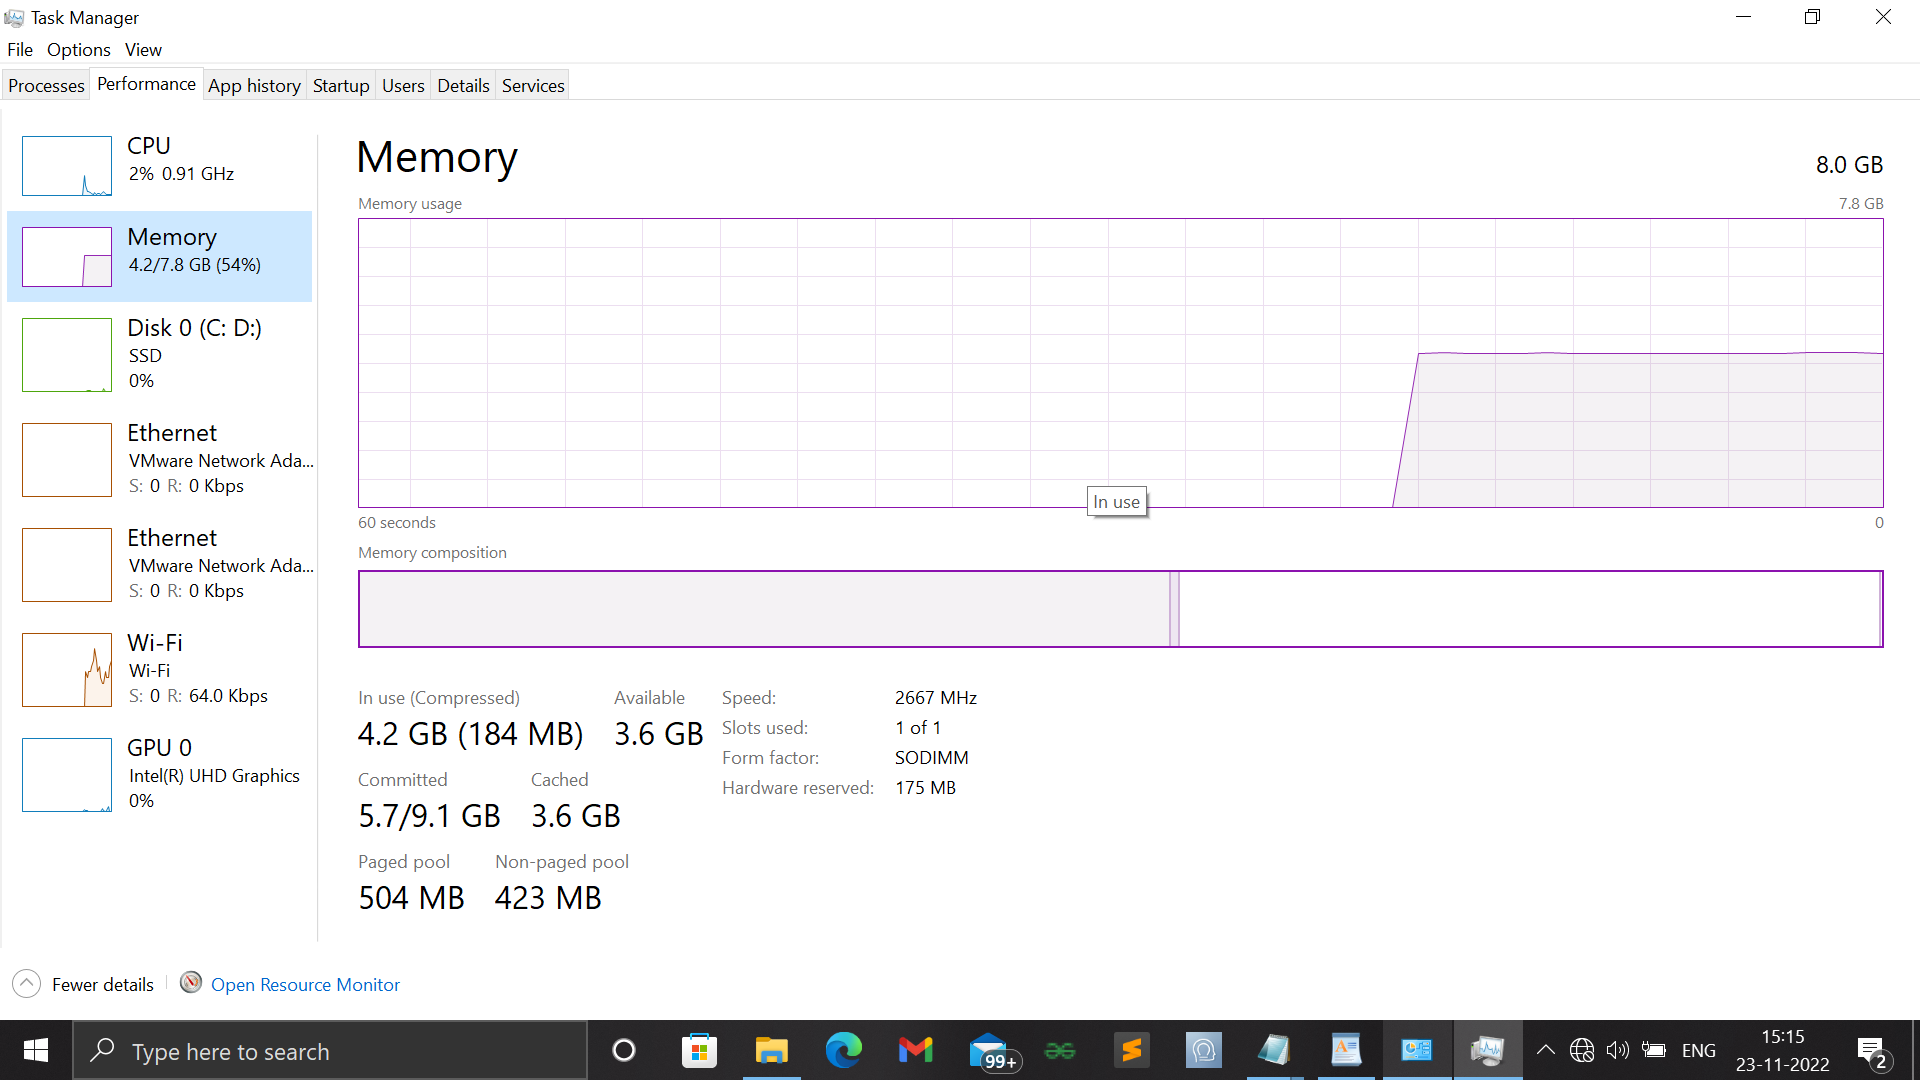 Task Manager
File Options View
Processes Performance App history Startup Users Details Services
CPU
2% 0.91 GHz
Memory
4.2/7.8 GB (54%)
Disk 0 (C: D:)
SSD
0%
Ethernet
VMware Network Ada...
S: 0 R: 0 Kbps
Ethernet
VMware Network Ada...
S: 0 R: 0 Kbps
Wi-Fi
Wi-Fi
S: 0 R: 64.0 Kbps
GPU 0
Intel(R) UHD Graphics
0%
Memory 8.0 GB
Memory usage 7.8 GB
In use
60 seconds 0
Memory composition
In use (Compressed) Available
4.2 GB (184 MB) 3.6 GB
Committed Cached
5.7/9.1 GB 3.6 GB
Paged pool Non-paged pool
504 MB 423 MB
Speed: 2667 MHz
Slots used: 1 of 1
Form factor: SODIMM
Hardware reserved: 175 MB
Fewer details Open Resource Monitor
Type here to search
99+
ENG
15:15
23-11-2022
2